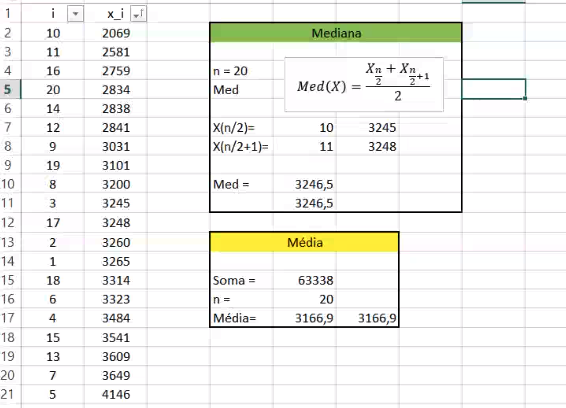 1 i x_i
2 10 2069 Mediana
3 11 2581
4 16 2759 n = 20
5 20 2834 Med Med(X) = (X_{n/2} + X_{n/2+1}) / 2
6 14 2838
7 12 2841 X(n/2)= 10 3245
8 9 3031 X(n/2+1)= 11 3248
9 19 3101
10 8 3200 Med = 3246,5
11 3 3245 3246,5
12 17 3248
13 2 3260 Média
14 1 3265
15 18 3314 Soma = 63338
16 6 3323 n = 20
17 4 3484 Média= 3166,9 3166,9
18 15 3541
19 13 3609
20 7 3649
21 5 4146